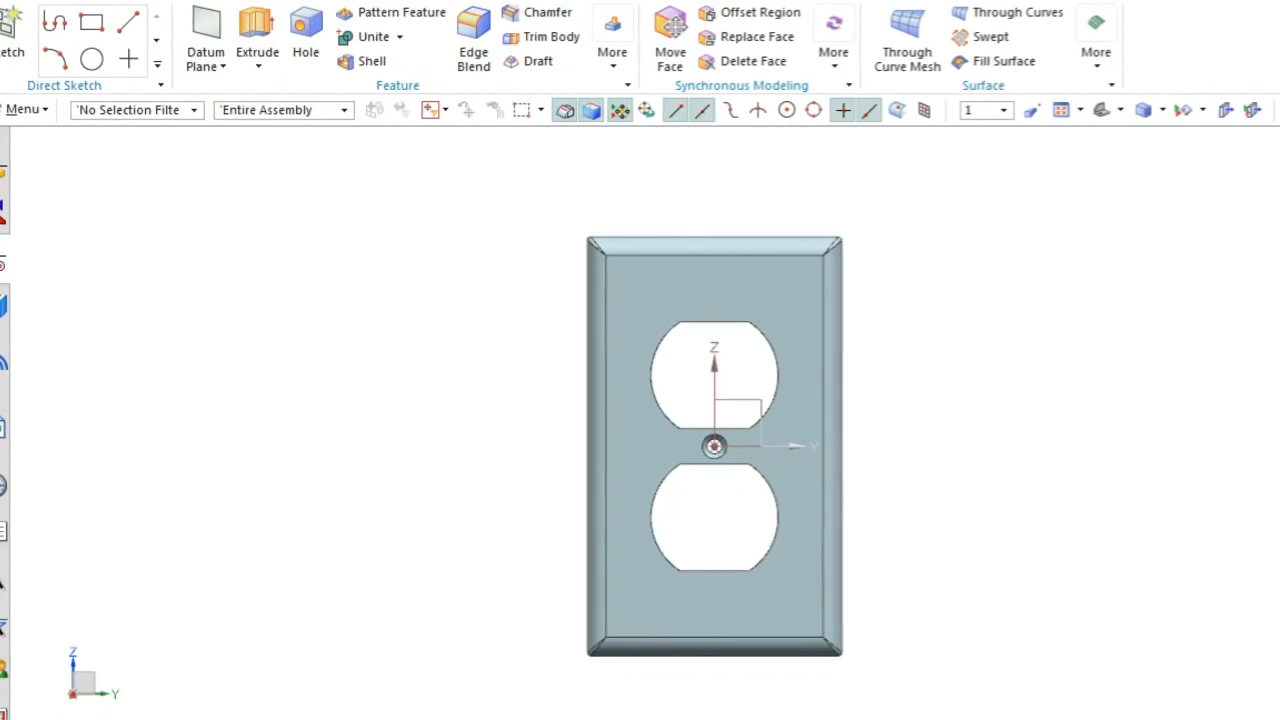 etch
Datum
Plane
Extrude
Hole
Pattern Feature
Unite
Shell
Edge
Blend
Chamfer
Trim Body
Draft
More
Move
Face
Offset Region
Replace Face
Delete Face
More
Through
Curve Mesh
Through Curves
Swept
Fill Surface
More
Direct Sketch
Feature
Synchronous Modeling
Surface
Menu
'No Selection Filte
'Entire Assembly
1
Z
Y
Z
X
Y